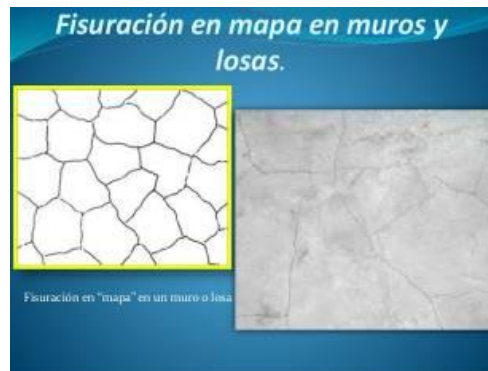 Fisuración en mapa en muros y
losas.
Fisuración en "mapa" en un muro o losa